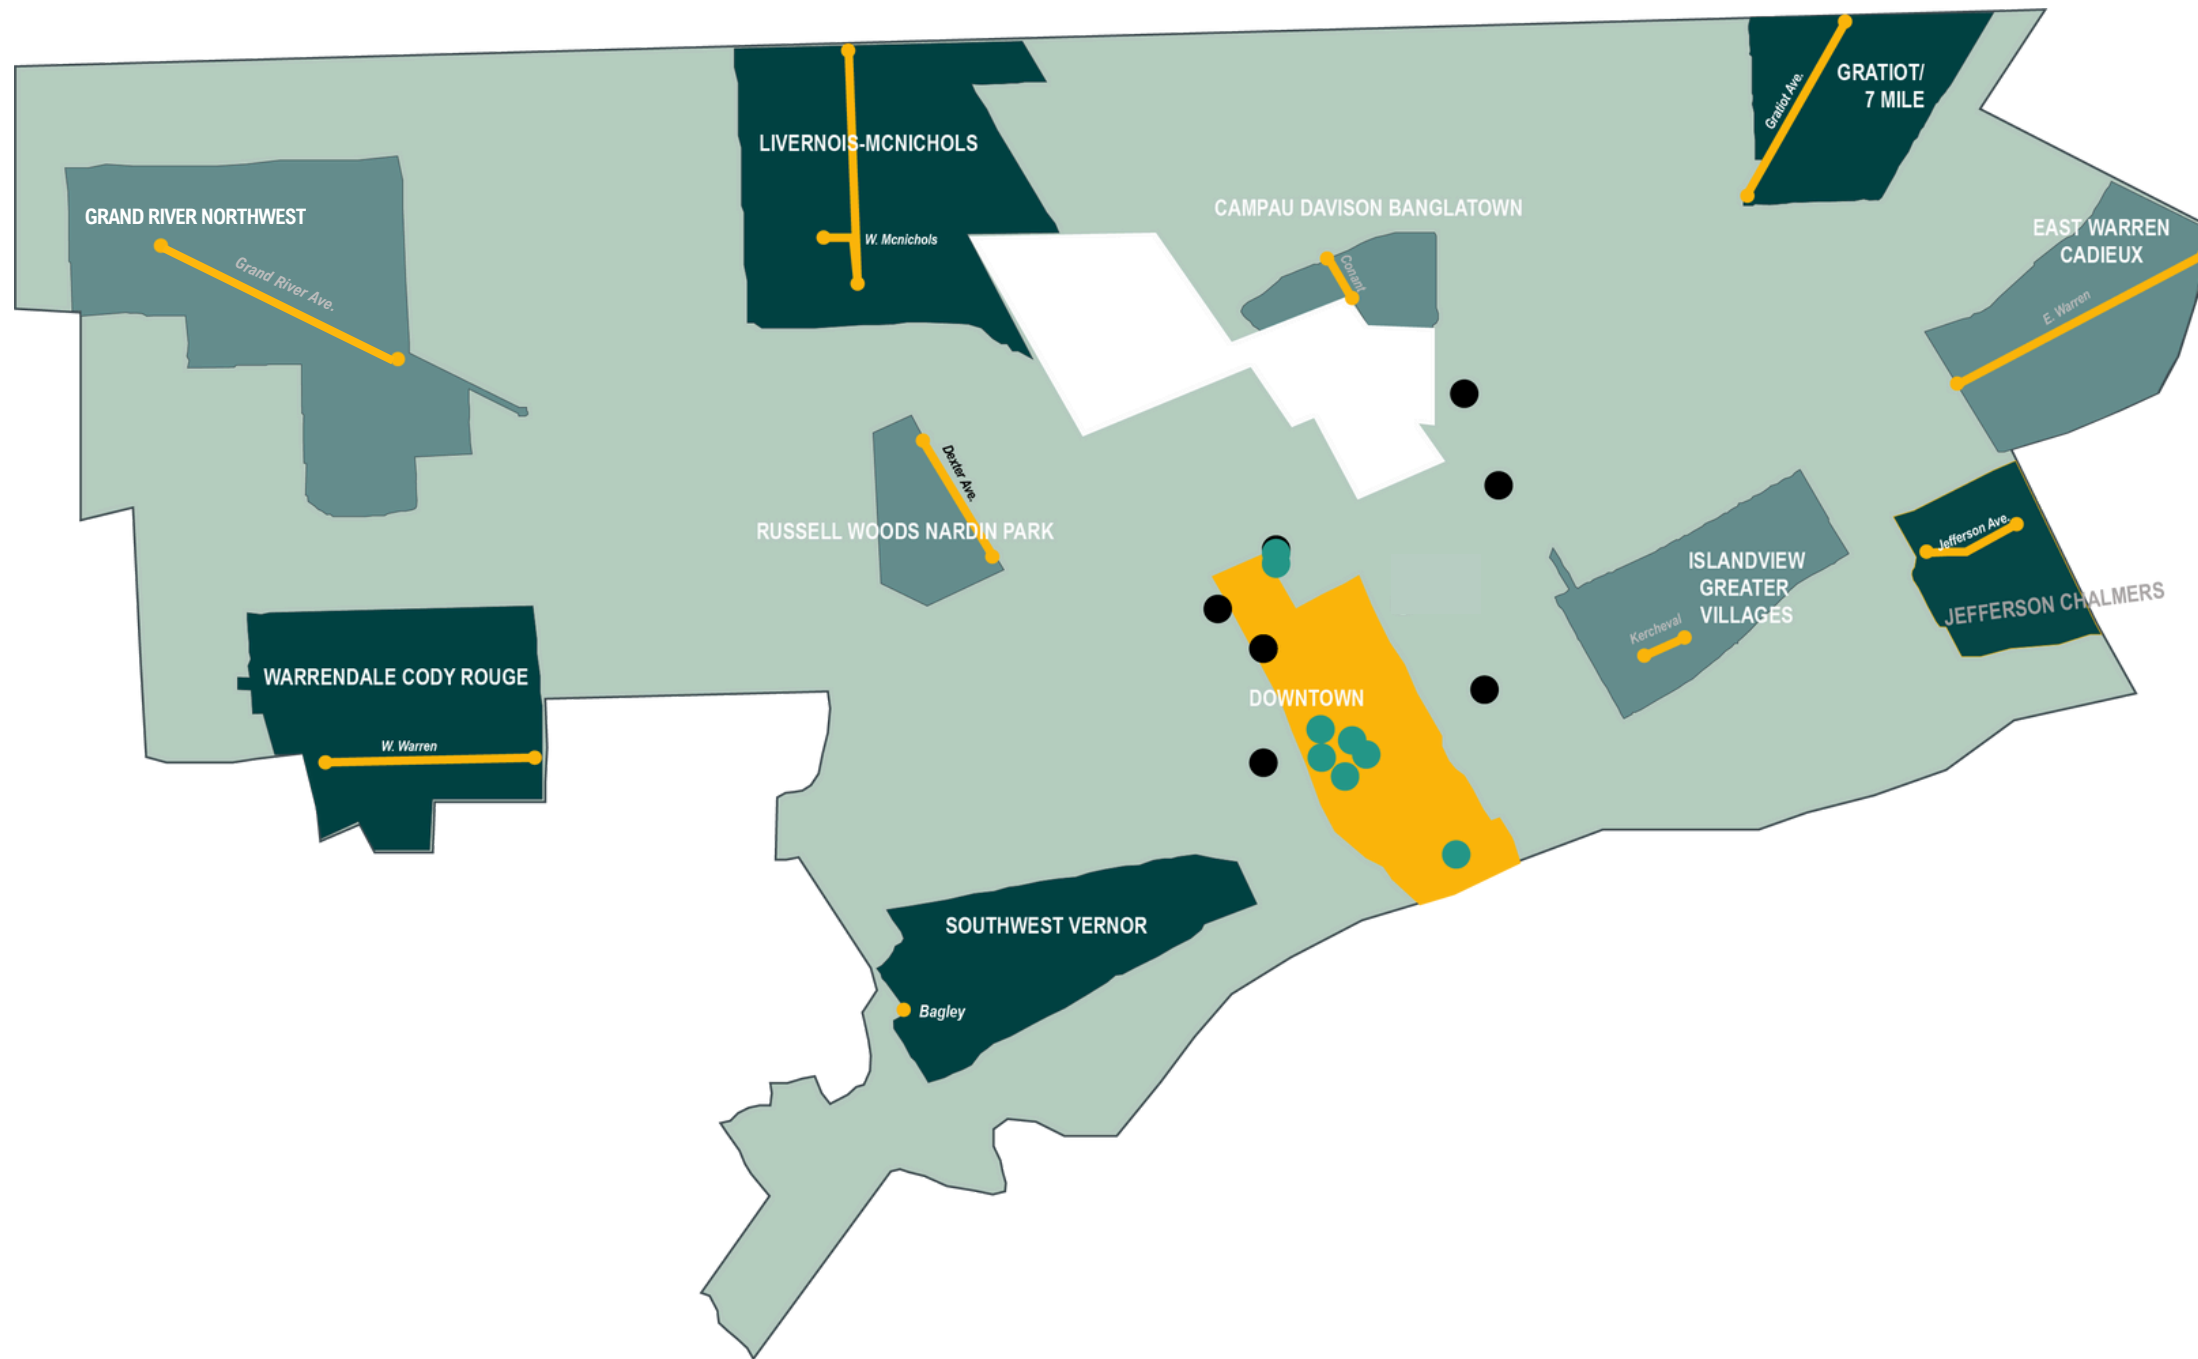 GRATIOT/
7 MILE
Gratiot Ave.
LIVERNOIS-MCNICHOLS
W. Mcnichols
GRAND RIVER NORTHWEST
Grand River Ave.
CAMPAU DAVISON BANGLATOWN
Conant
EAST WARREN
CADIEUX
E. Warren
Dexter Ave.
RUSSELL WOODS NARDIN PARK
Jefferson Ave.
JEFFERSON CHALMERS
ISLANDVIEW
GREATER
VILLAGES
Kercheval
WARRENDALE CODY ROUGE
W. Warren
DOWNTOWN
SOUTHWEST VERNOR
Bagley